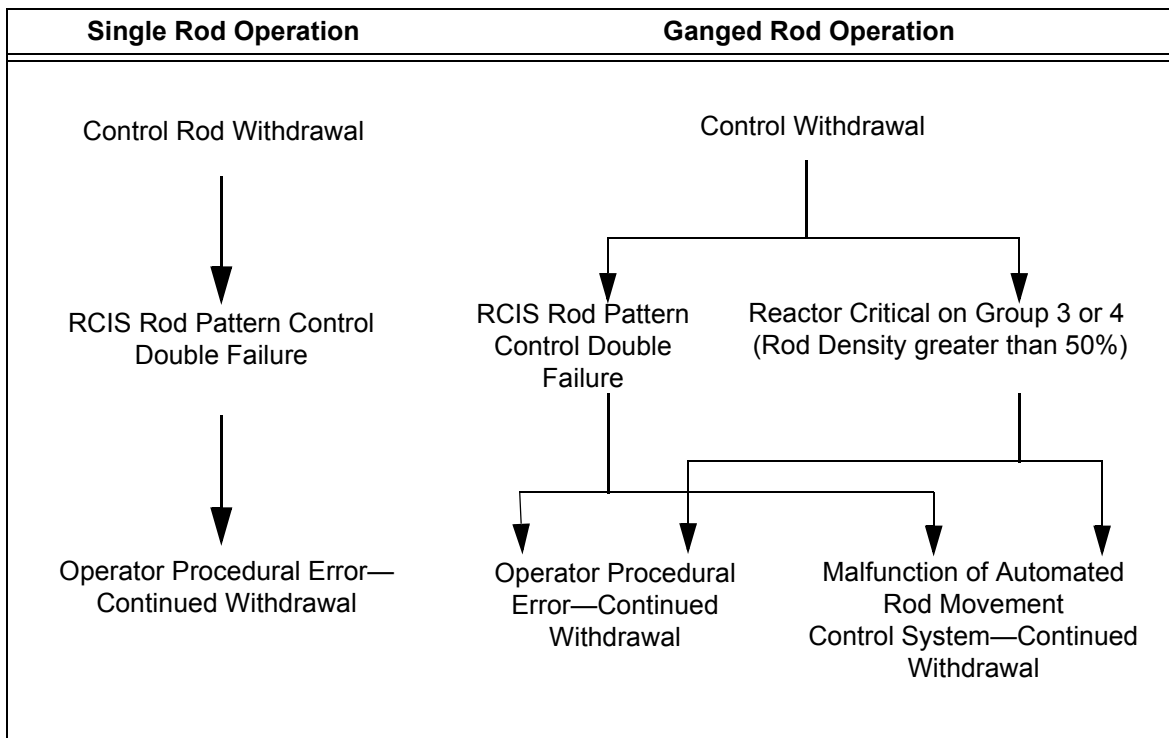 Single Rod Operation
Ganged Rod Operation
Control Rod Withdrawal
Control Withdrawal
RCIS Rod Pattern Control
Double Failure
RCIS Rod Pattern
Control Double
Failure
Reactor Critical on Group 3 or 4
(Rod Density greater than 50%)
Operator Procedural Error—
Continued Withdrawal
Operator Procedural
Error—Continued
Withdrawal
Malfunction of Automated
Rod Movement
Control System—Continued
Withdrawal